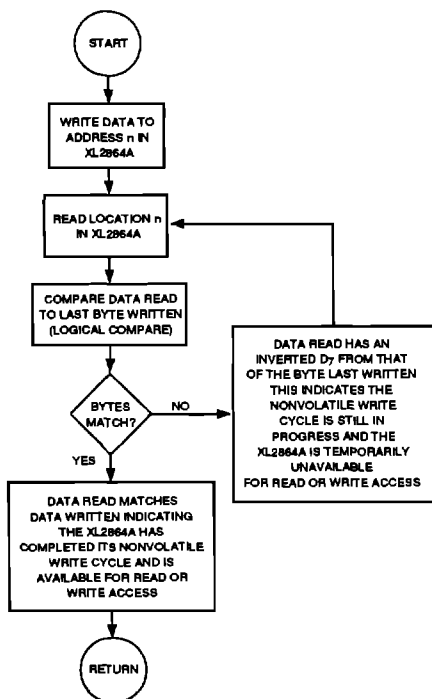 START
WRITE DATA TO
ADDRESS n IN
XL2864A
READ LOCATION n
IN XL2864A
COMPARE DATA READ
TO LAST BYTE WRITTEN
(LOGICAL COMPARE)
BYTES
MATCH?
NO
YES
DATA READ HAS AN
INVERTED D7 FROM THAT
OF THE BYTE LAST WRITTEN
THIS INDICATES THE
NONVOLATILE WRITE
CYCLE IS STILL IN
PROGRESS AND THE
XL2864A IS TEMPORARILY
UNAVAILABLE
FOR READ OR WRITE ACCESS
DATA READ MATCHES
DATA WRITTEN INDICATING
THE XL2864A HAS
COMPLETED ITS NONVOLATILE
WRITE CYCLE AND IS
AVAILABLE FOR READ OR
WRITE ACCESS
RETURN